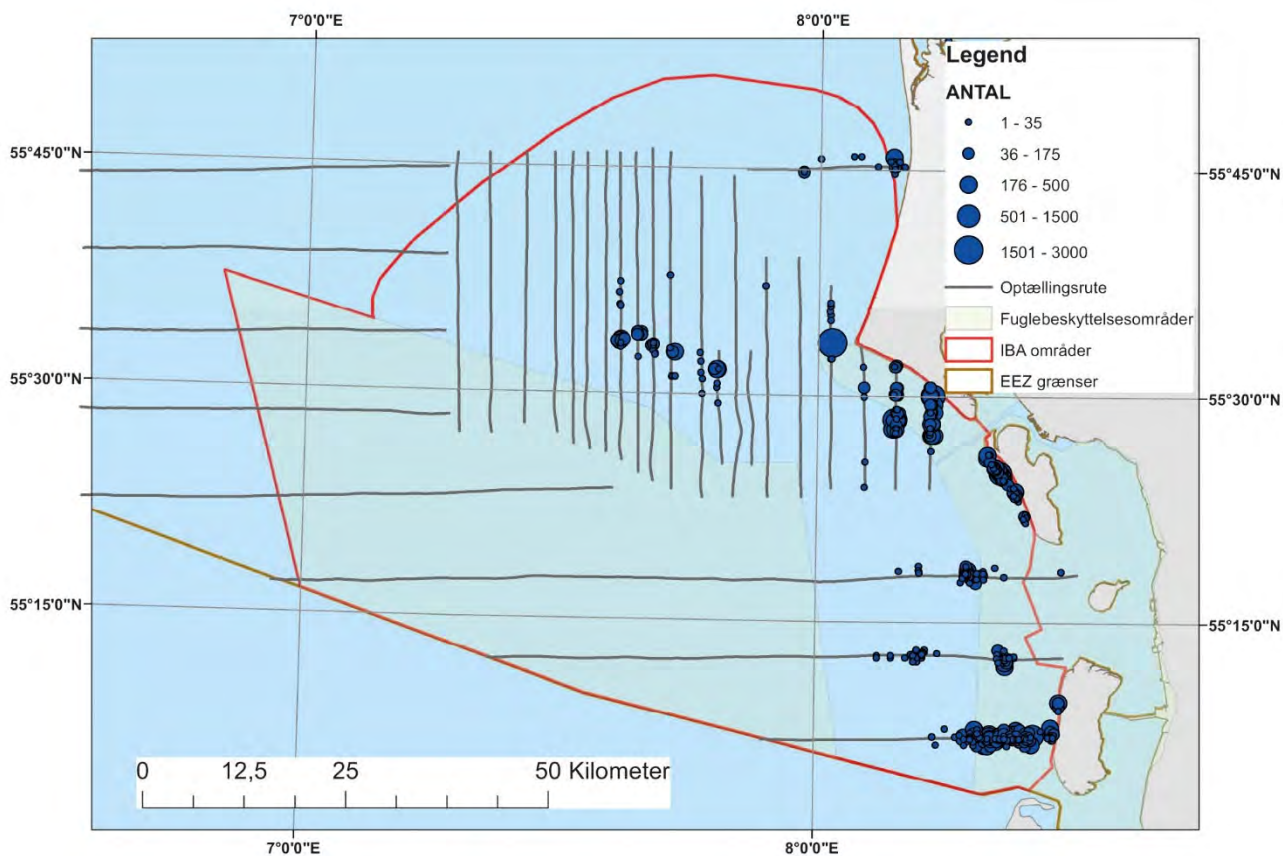 7°0'0"E 8°0'0"E
Legend
ANTAL
1 - 35
36 - 175
176 - 500
501 - 1500
1501 - 3000
Optællingsrute
Fuglebeskyttelsesområder
IBA områder
EEZ grænser
55°45'0"N 55°45'0"N
55°30'0"N 55°30'0"N
55°15'0"N 55°15'0"N
0 12,5 25 50 Kilometer
7°0'0"E 8°0'0"E